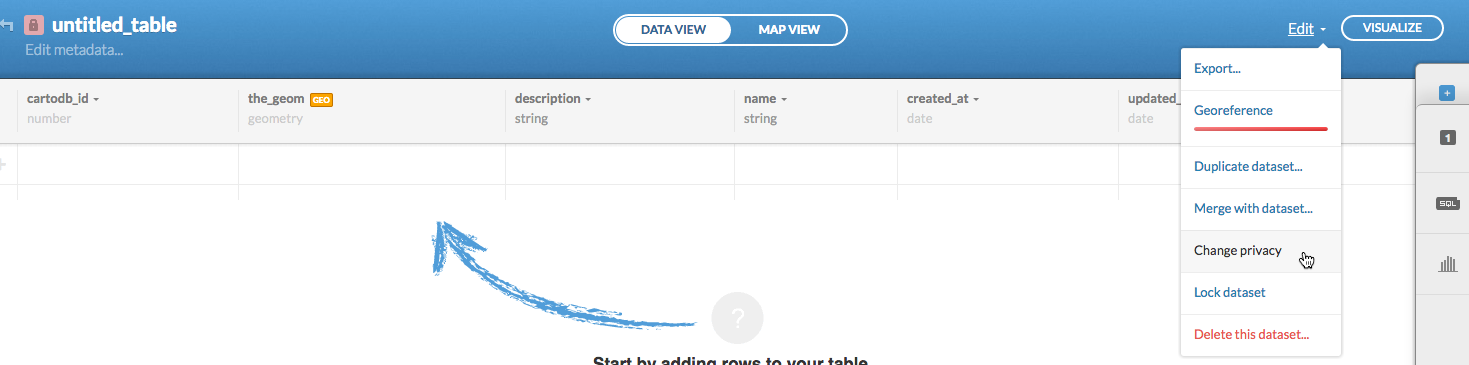 untitled_table
Edit metadata...
DATA VIEW
MAP VIEW
Edit
VISUALIZE
Export...
Georeference
Duplicate dataset...
Merge with dataset...
Change privacy
Lock dataset
Delete this dataset...
cartodb_id
number
the_geom GEO
geometry
description
string
name
string
created_at
date
updated_
date
+
1
SQL
+
?
Start by adding rows to your table